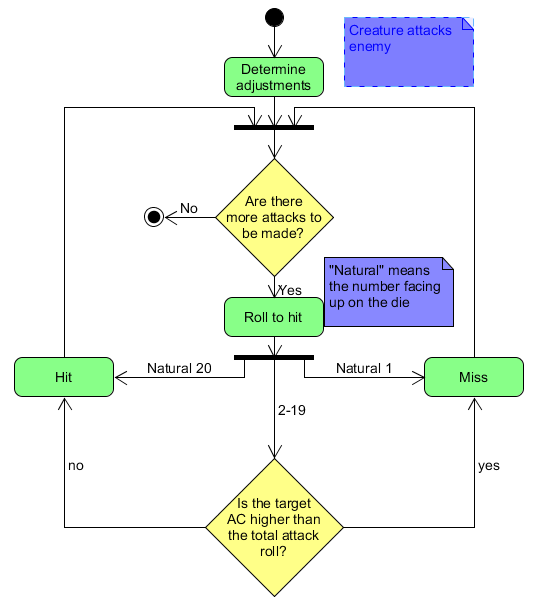 Creature attacks
enemy
Determine
adjustments
Are there
more attacks to
be made?
No
Yes
"Natural" means
the number facing
up on the die
Roll to hit
Natural 20
Natural 1
Hit
Miss
2-19
no
yes
Is the target
AC higher than
the total attack
roll?